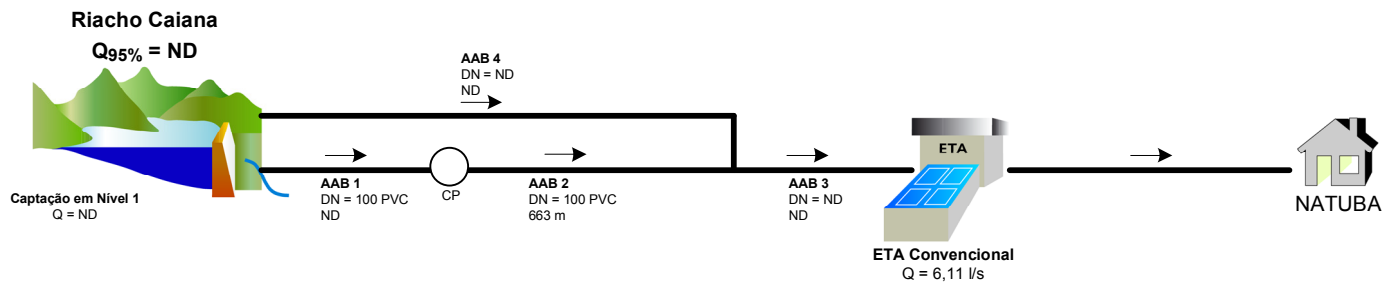 Riacho Caiana
Q95% = ND
Captação em Nível 1
Q = ND
AAB 4
DN = ND
ND
AAB 1
DN = 100 PVC
ND
CP
AAB 2
DN = 100 PVC
663 m
AAB 3
DN = ND
ND
ETA
ETA Convencional
Q = 6,11 l/s
NATUBA